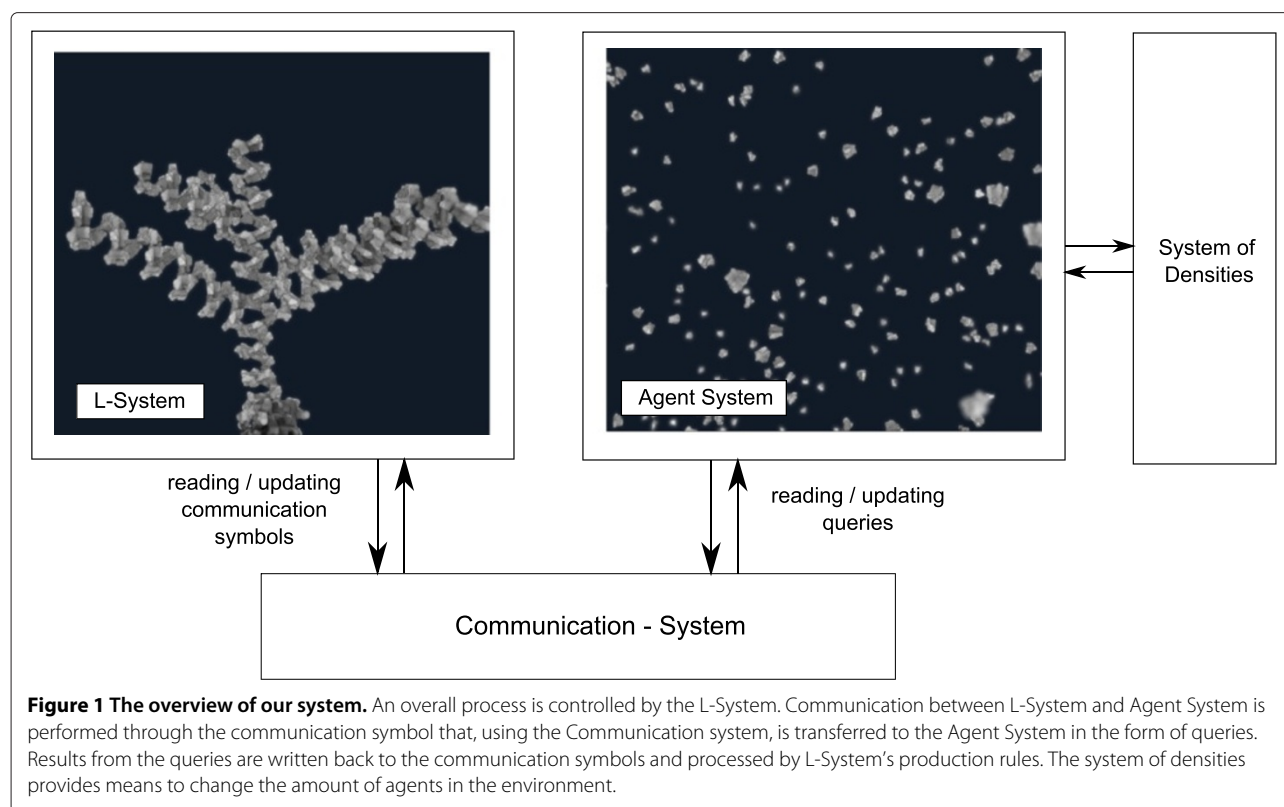 L-System
Agent System
System of
Densities
reading / updating
communication
symbols
reading / updating
queries
Communication - System
Figure 1 The overview of our system. An overall process is controlled by the L-System. Communication between L-System and Agent System is
performed through the communication symbol that, using the Communication system, is transferred to the Agent System in the form of queries.
Results from the queries are written back to the communication symbols and processed by L-System's production rules. The system of densities
provides means to change the amount of agents in the environment.